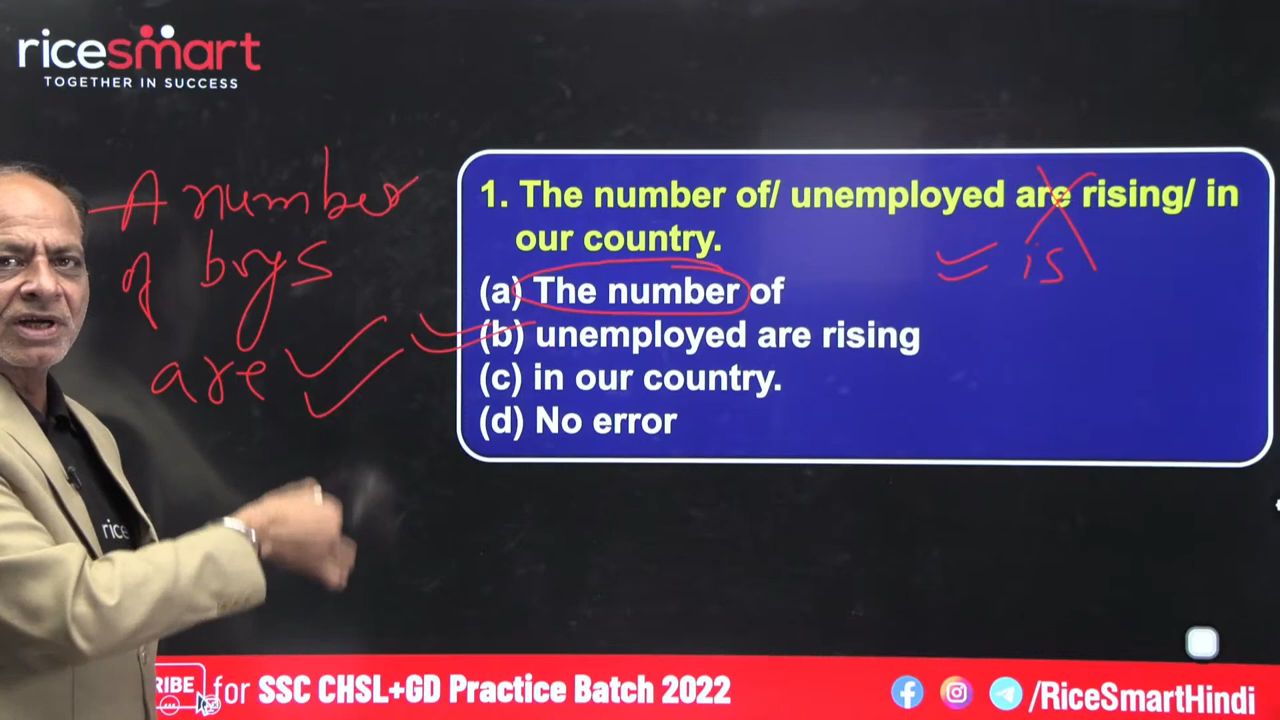 ricesmart
TOGETHER IN SUCCESS
A number
of boys
are
1. The number of/ unemployed are rising/ in
our country.
is
(a) The number of
(b) unemployed are rising
(c) in our country.
(d) No error
rice
RIBE
for SSC CHSL+GD Practice Batch 2022
/RiceSmartHindi